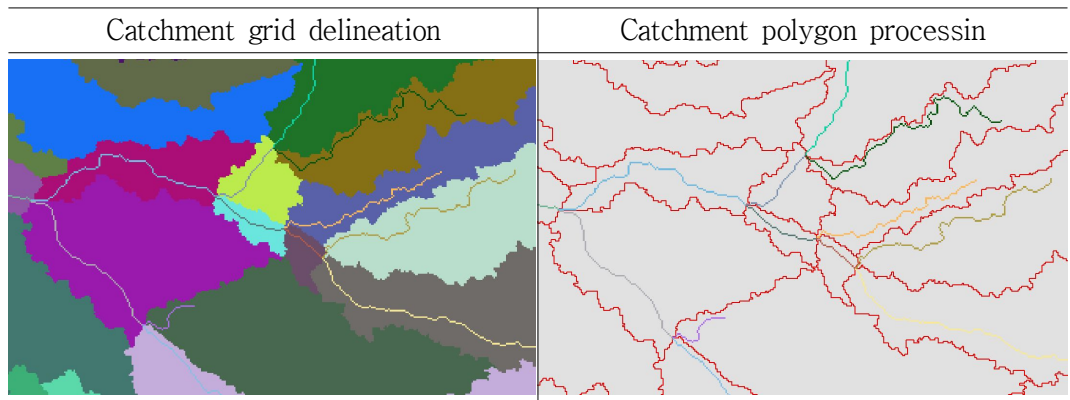 Catchment grid delineation
Catchment polygon processin